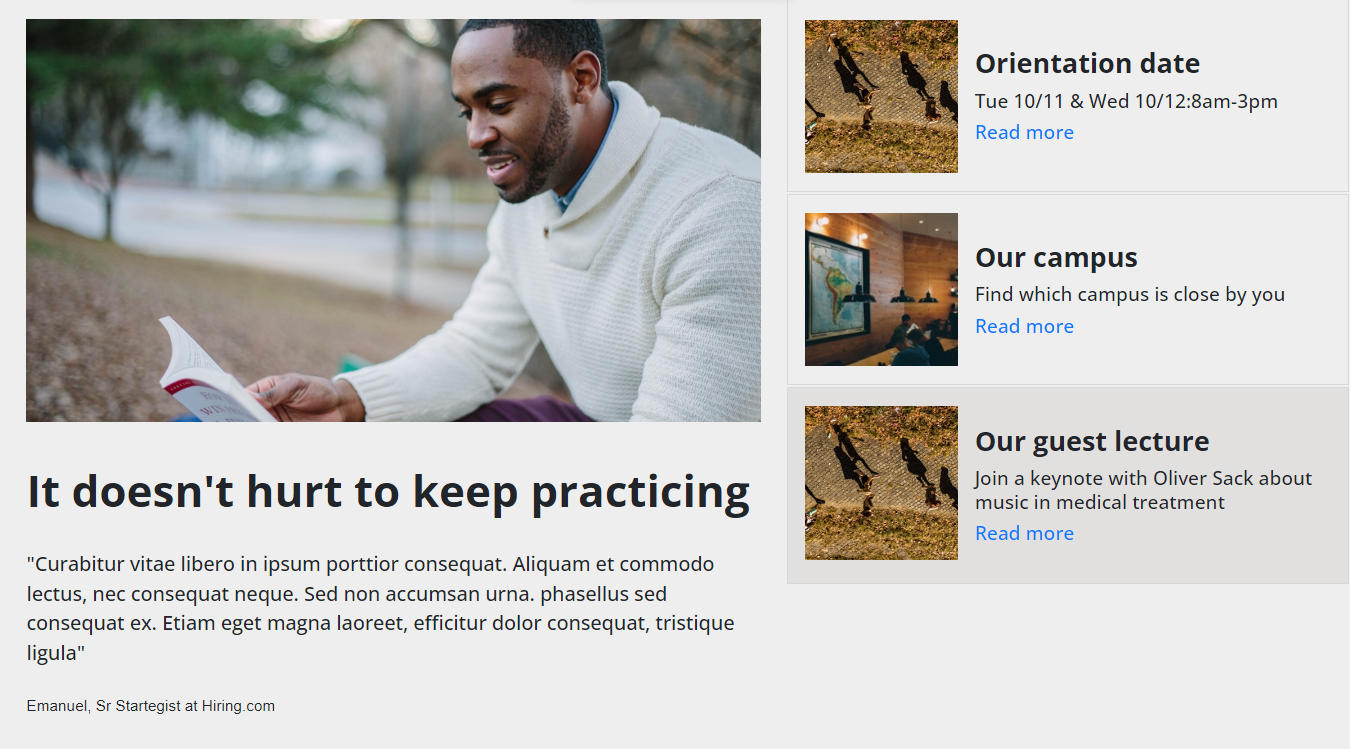 It doesn't hurt to keep practicing
"Curabitur vitae libero in ipsum porttior consequat. Aliquam et commodo
lectus, nec consequat neque. Sed non accumsan urna. phasellus sed
consequat ex. Etiam eget magna laoreet, efficitur dolor consequat, tristique
ligula"
Emanuel, Sr Startegist at Hiring.com
Orientation date
Tue 10/11 & Wed 10/12:8am-3pm
Read more
Our campus
Find which campus is close by you
Read more
Our guest lecture
Join a keynote with Oliver Sack about
music in medical treatment
Read more